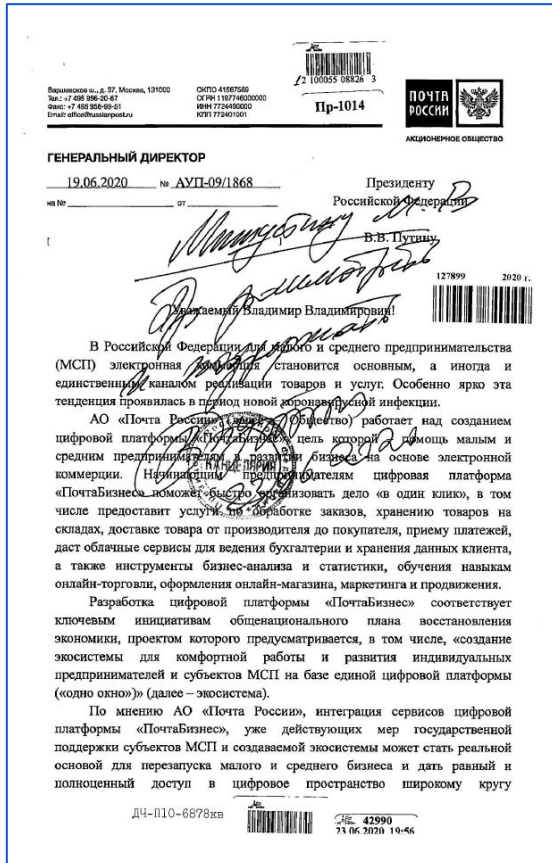 2 100055 08826 3
Варшавское ш., д. 37, Москва, 131000
Тел.: +7 495 956-20-67
Факс: +7 495 956-99-51
Email: office@russianpost.ru
ОКПО 41567589
ОГРН 1197746000000
ИНН 7724490000
КПП 772401001
Пр-1014
ПОЧТА
РОССИИ
АКЦИОНЕРНОЕ ОБЩЕСТВО
ГЕНЕРАЛЬНЫЙ ДИРЕКТОР
19.06.2020 № АУП-09/1868
на № от
Президенту
Российской Федерации
В.В. Путину
Мишустину М.В.
127899 2020 г.
Уважаемый Владимир Владимирович!
В Российской Федерации для малого и среднего предпринимательства
(МСП) электронная коммерция становится основным, а иногда и
единственным каналом реализации товаров и услуг. Особенно ярко эта
тенденция проявилась в период новой коронавирусной инфекции.
АО «Почта России» (далее – Общество) работает над созданием
цифровой платформы «ПочтаБизнес», цель которой – помощь малым и
средним предпринимателям в развитии бизнеса на основе электронной
коммерции. Начинающим предпринимателям цифровая платформа
«ПочтаБизнес» поможет быстро организовать дело «в один клик», в том
числе предоставит услуги по обработке заказов, хранению товаров на
складах, доставке товара от производителя до покупателя, приему платежей,
даст облачные сервисы для ведения бухгалтерии и хранения данных клиента,
а также инструменты бизнес-анализа и статистики, обучения навыкам
онлайн-торговли, оформления онлайн-магазина, маркетинга и продвижения.
КАНЦЕЛЯРИЯ
Разработка цифровой платформы «ПочтаБизнес» соответствует
ключевым инициативам общенационального плана восстановления
экономики, проектом которого предусматривается, в том числе, «создание
экосистемы для комфортной работы и развития индивидуальных
предпринимателей и субъектов МСП на базе единой цифровой платформы
(«одно окно»)» (далее – экосистема).
По мнению АО «Почта России», интеграция сервисов цифровой
платформы «ПочтаБизнес», уже действующих мер государственной
поддержки субъектов МСП и создаваемой экосистемы может стать реальной
основой для перезапуска малого и среднего бизнеса и дать равный и
полноценный доступ в цифровое пространство широкому кругу
ДЧ-П10-6878кв
42990
23.06.2020 19:56